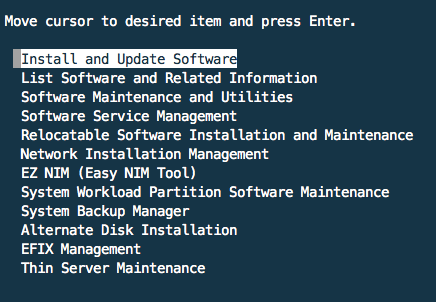 Move cursor to desired item and press Enter.
Install and Update Software
List Software and Related Information
Software Maintenance and Utilities
Software Service Management
Relocatable Software Installation and Maintenance
Network Installation Management
EZ NIM (Easy NIM Tool)
System Workload Partition Software Maintenance
System Backup Manager
Alternate Disk Installation
EFIX Management
Thin Server Maintenance